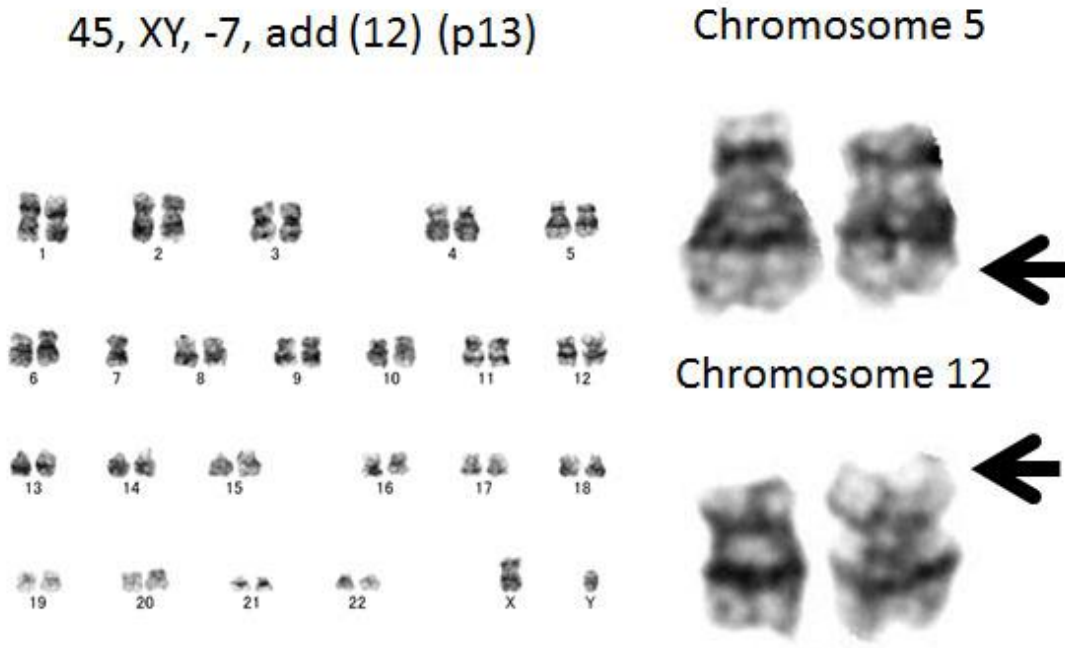 45, XY, -7, add (12) (p13)
Chromosome 5
1 2 3 4 5
6 7 8 9 10 11 12
Chromosome 12
13 14 15 16 17 18
19 20 21 22 X Y